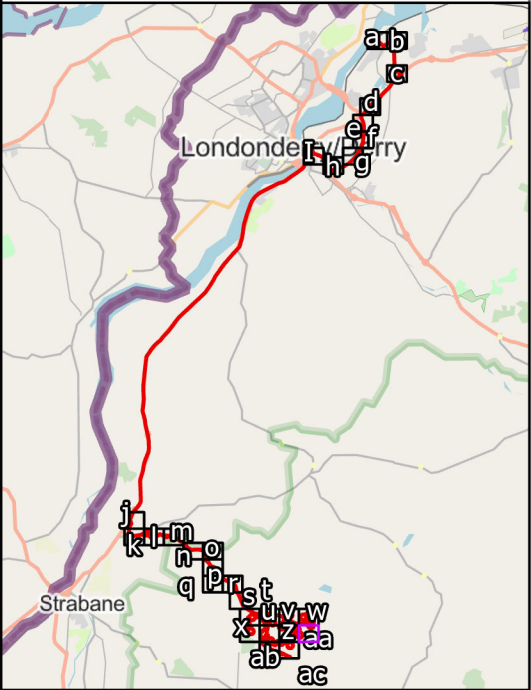 a b
c
d
e f
Londonderry/Derry
I h g
j
k l m
n o
p
q r
s t
u v w
Strabane
x z aa
ab
ac